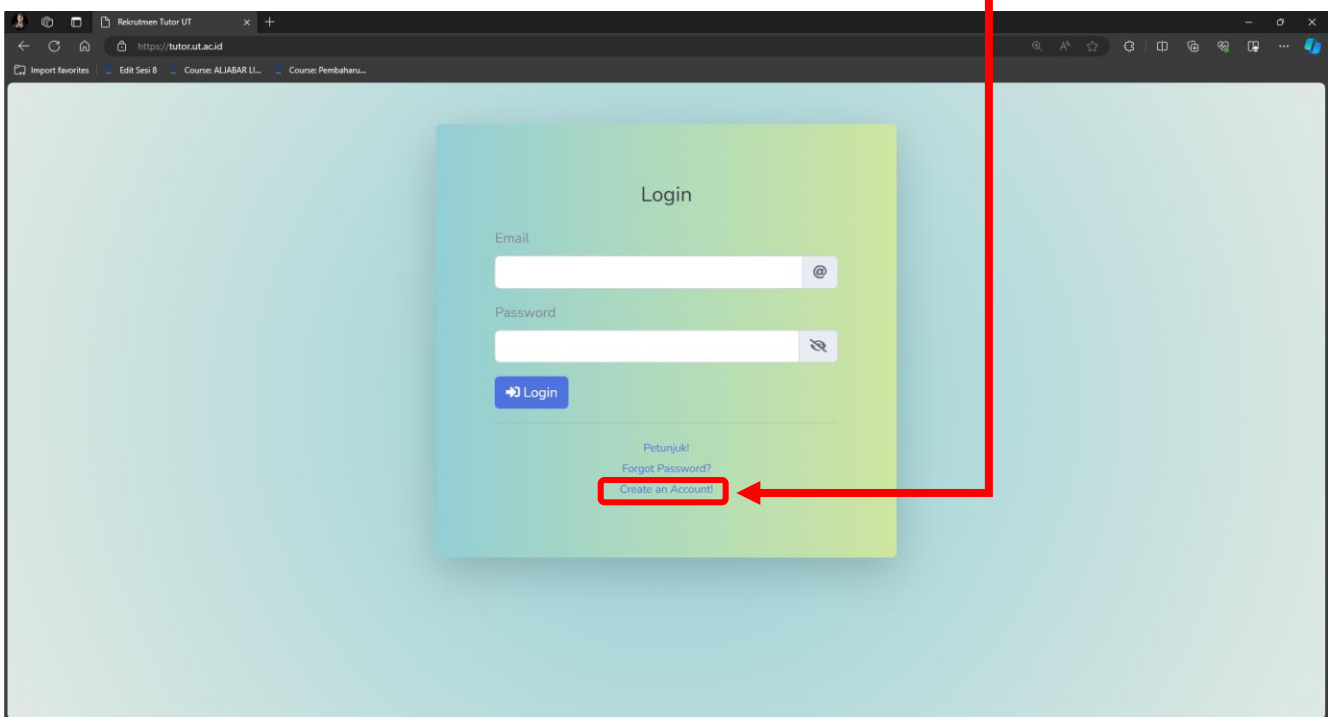 Rekrutmen Tutor UT
https://tutor.ut.ac.id
Import favorites Edit Sesi 8 Course: ALJABAR LI... Course: Pembaharu...
Login
Email
@
Password
Login
Petunjuk!
Forgot Password?
Create an Account!